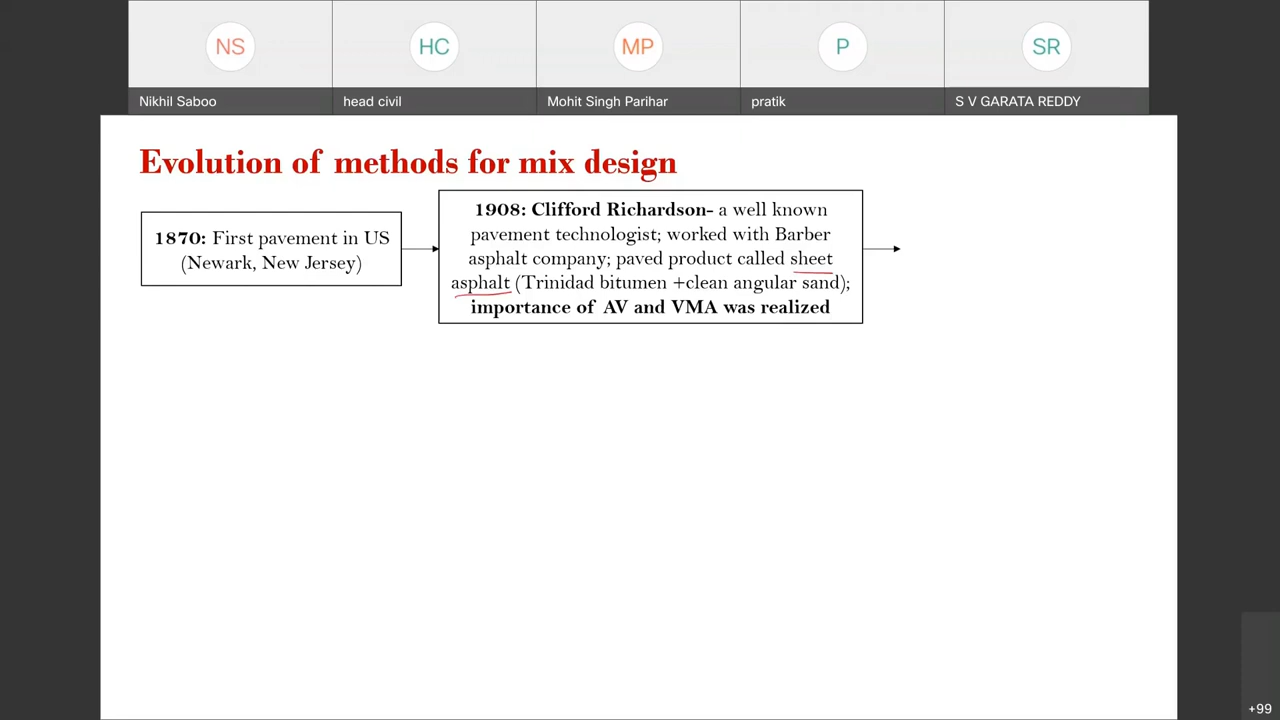 NS
HC
MP
P
SR
Nikhil Saboo
head civil
Mohit Singh Parihar
pratik
S V GARATA REDDY
Evolution of methods for mix design
1870: First pavement in US
(Newark, New Jersey)
1908: Clifford Richardson- a well known
pavement technologist; worked with Barber
asphalt company; paved product called sheet
asphalt (Trinidad bitumen +clean angular sand);
importance of AV and VMA was realized
+99